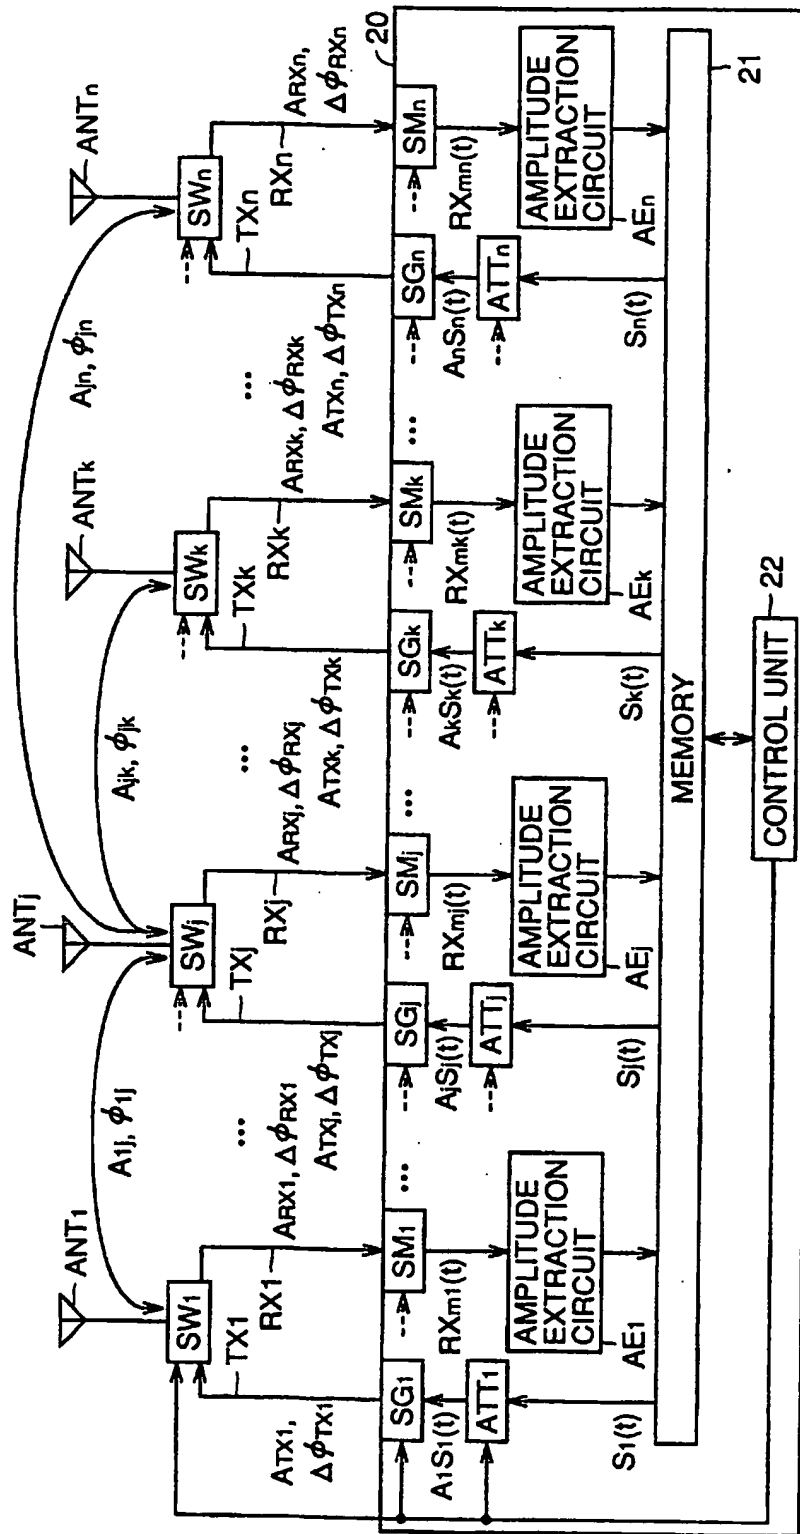 ANT1
ANTj
ANTk
ANTn
A1j, ϕ1j
Ajk, ϕjk
Ajn, ϕjn
SW1
SWj
SWk
SWn
TX1
RX1
TXj
RXj
TXk
RXk
TXn
RXn
ATX1,
ΔϕTX1
ARX1, ΔϕRX1
ATXj, ΔϕTXj
...
ARXj, ΔϕRXj
ATXk, ΔϕTXk
...
ARXk, ΔϕRXk
ATXn, ΔϕTXn
...
ARXn,
ΔϕRXn
20
SG1
SM1
...
SGj
SMj
...
SGk
SMk
...
SGn
SMn
A1S1(t)
RXm1(t)
AjSj(t)
RXmj(t)
AkSk(t)
RXmk(t)
AnSn(t)
RXmn(t)
ATT1
AMPLITUDE
EXTRACTION
CIRCUIT
ATTj
AMPLITUDE
EXTRACTION
CIRCUIT
ATTk
AMPLITUDE
EXTRACTION
CIRCUIT
ATTn
AMPLITUDE
EXTRACTION
CIRCUIT
AE1
AEj
AEk
AEn
S1(t)
Sj(t)
Sk(t)
Sn(t)
MEMORY
21
22
CONTROL UNIT